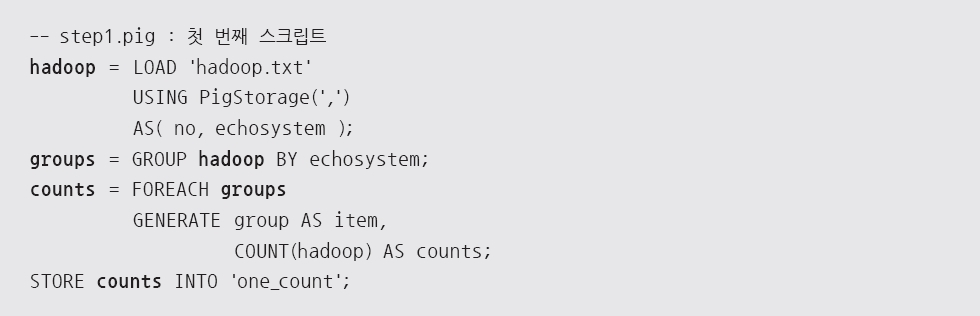 -- step1.pig : 첫 번째 스크립트
hadoop = LOAD 'hadoop.txt'
USING PigStorage(',')
AS( no, echosystem );
groups = GROUP hadoop BY echosystem;
counts = FOREACH groups
GENERATE group AS item,
COUNT(hadoop) AS counts;
STORE counts INTO 'one_count';